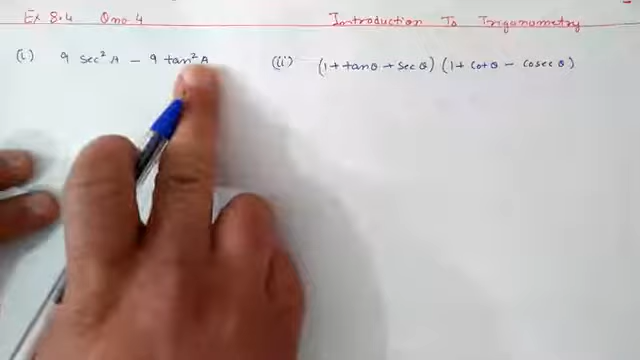 Ex 8.4 Qno 4 Introduction To Trigonometry
(i) 9 sec² A - 9 tan² A (ii) (1 + tanθ + secθ) (1 + cotθ - cosecθ)